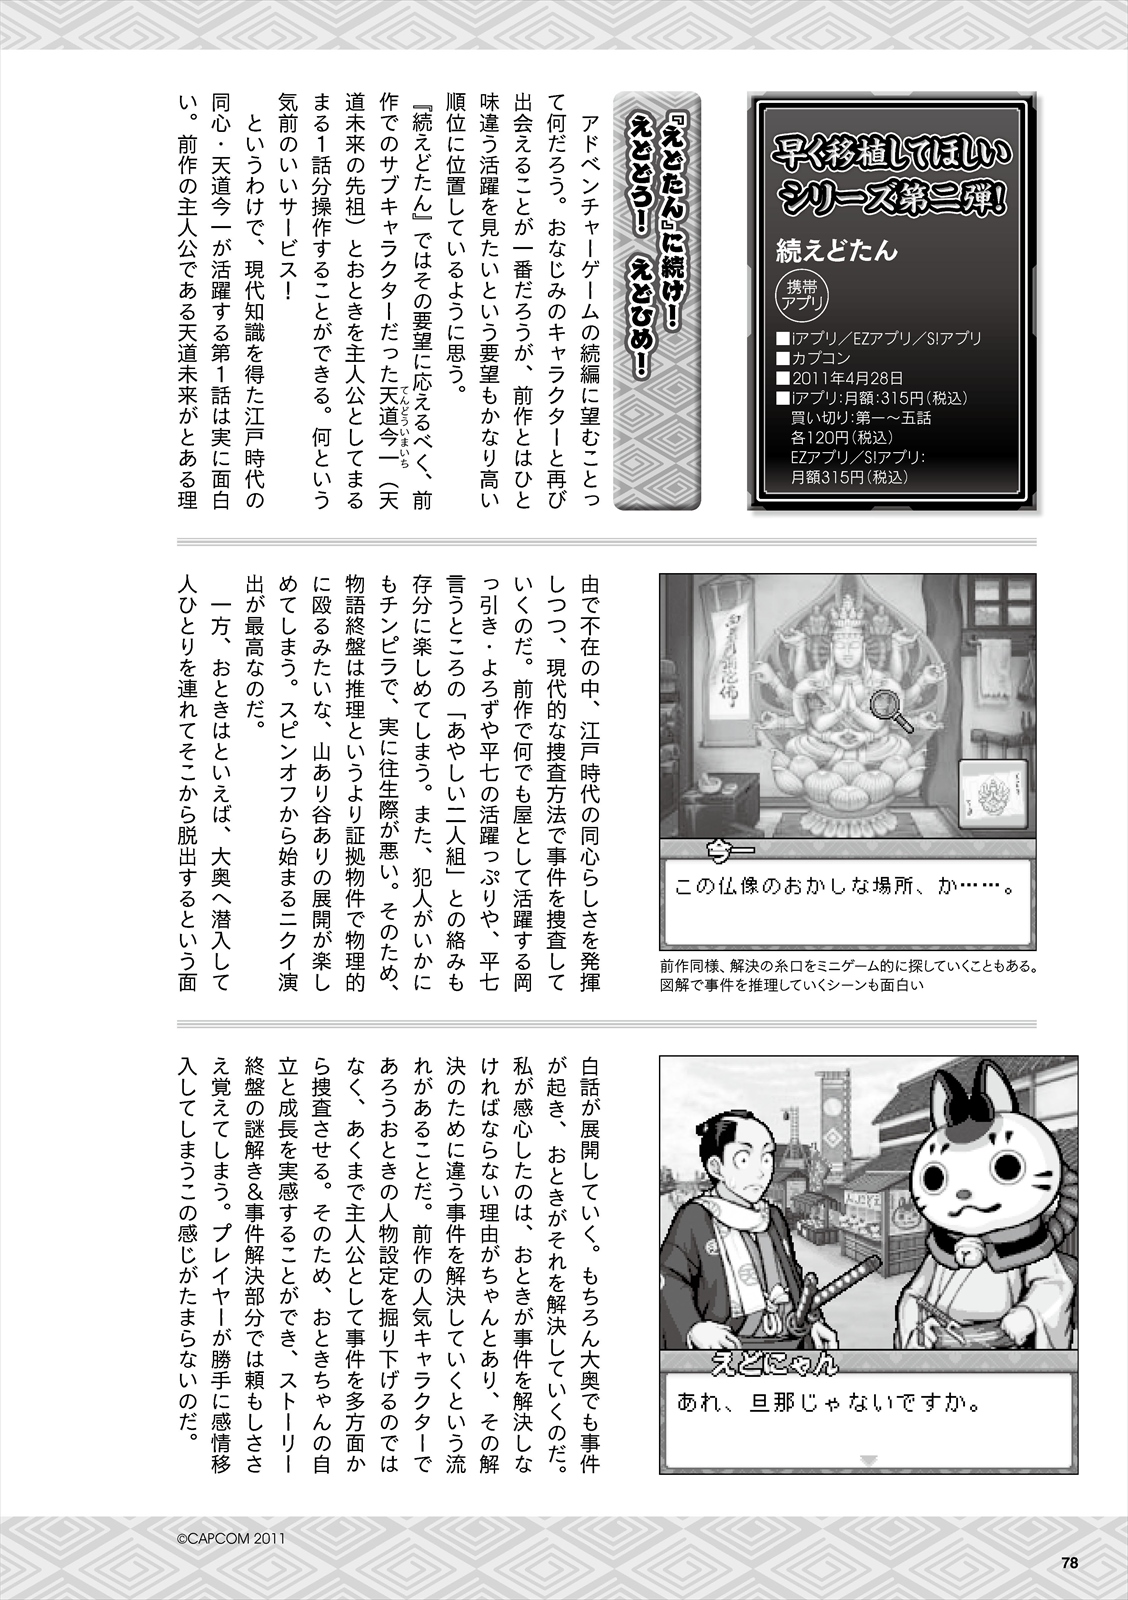 早く移植してほしい
シリーズ第二弾！
続えどたん
携帯
アプリ
■iアプリ／EZアプリ／S!アプリ
■カプコン
■2011年4月28日
■iアプリ：月額：315円（税込）
買い切り：第一〜五話
各120円（税込）
EZアプリ／S!アプリ：
月額315円（税込）
『えどたん』に続け！
えどどう！　えどひめ！
アドベンチャーゲームの続編に望むことっ
て何だろう。おなじみのキャラクターと再び
出会えることが一番だろうが、前作とはひと
味違う活躍を見たいという要望もかなり高い
順位に位置しているように思う。
『続えどたん』ではその要望に応えるべく、前
作でのサブキャラクターだった天道今一（天
てんどういまいち
道未来の先祖）とおときを主人公としてまる
まる1話分操作することができる。何という
気前のいいサービス！
というわけで、現代知識を得た江戸時代の
同心・天道今一が活躍する第1話は実に面白
い。前作の主人公である天道未来がとある理
今一
この仏像のおかしな場所、か……。
前作同様、解決の糸口をミニゲーム的に探していくこともある。
図解で事件を推理していくシーンも面白い
由で不在の中、江戸時代の同心らしさを発揮
しつつ、現代的な捜査方法で事件を捜査して
いくのだ。前作で何でも屋として活躍する岡
っ引き・よろずや平七の活躍っぷりや、平七
言うところの「あやしい二人組」との絡みも
存分に楽しめてしまう。また、犯人がいかに
もチンピラで、実に往生際が悪い。そのため、
物語終盤は推理というより証拠物件で物理的
に殴るみたいな、山あり谷ありの展開が楽し
めてしまう。スピンオフから始まるニクイ演
出が最高なのだ。
一方、おときはといえば、大奥へ潜入して
人ひとりを連れてそこから脱出するという面
えどにゃん
あれ、旦那じゃないですか。
白話が展開していく。もちろん大奥でも事件
が起き、おときがそれを解決していくのだ。
私が感心したのは、おときが事件を解決しな
ければならない理由がちゃんとあり、その解
決のために違う事件を解決していくという流
れがあることだ。前作の人気キャラクターで
あろうおときの人物設定を掘り下げるのでは
なく、あくまで主人公として事件を多方面か
ら捜査させる。そのため、おときちゃんの自
立と成長を実感することができ、ストーリー
終盤の謎解き＆事件解決部分では頼もしささ
え覚えてしまう。プレイヤーが勝手に感情移
入してしまうこの感じがたまらないのだ。
©CAPCOM 2011
78